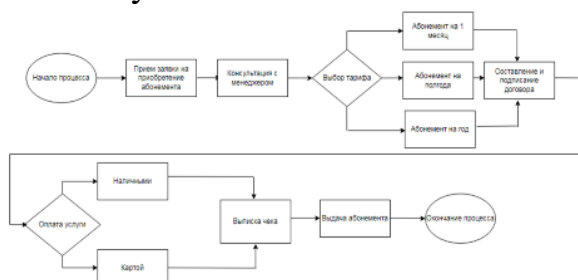 Начало процесса
Прием заявки на
приобретение
абонемента
Консультация с
менеджером
Выбор тарифа
Абонемент на 1
месяц
Абонемент на
полгода
Абонемент на год
Составление и
подписание
договора
Оплата услуги
Наличными
Картой
Выписка чека
Выдача абонемента
Окончание процесса